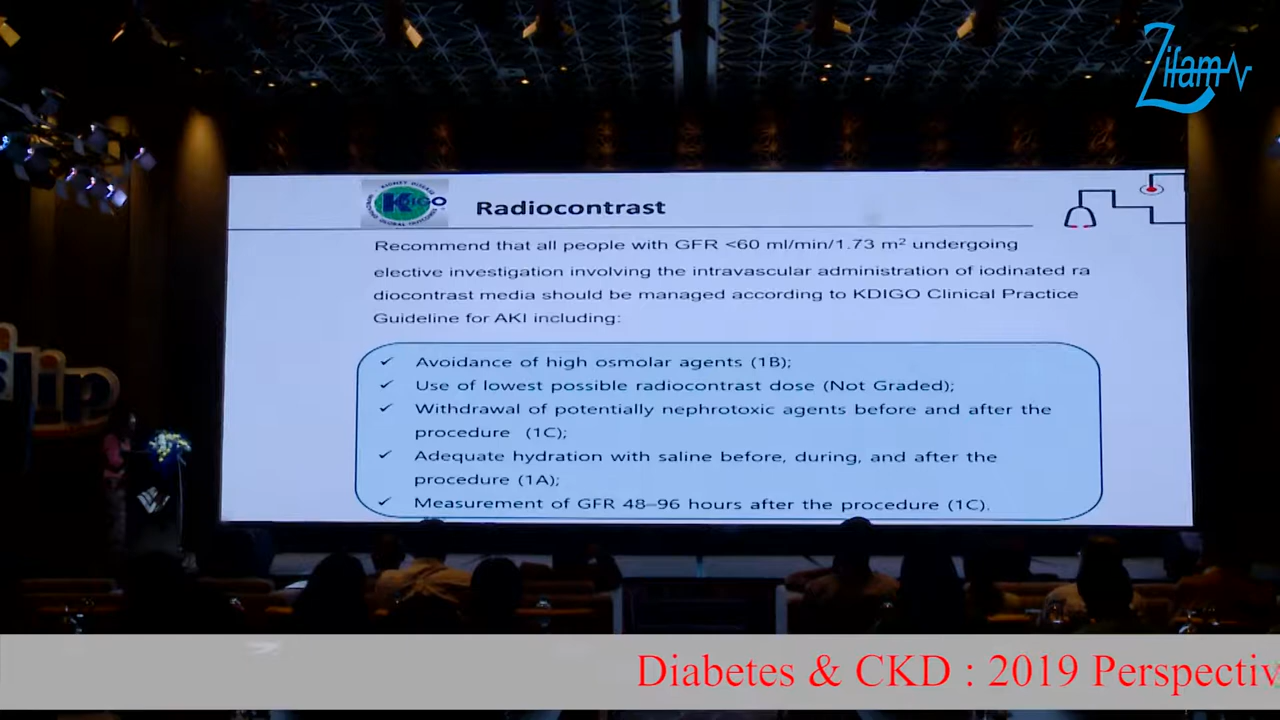 Zifam
KDIGO
Radiocontrast
Recommend that all people with GFR <60 ml/min/1.73 m² undergoing
elective investigation involving the intravascular administration of iodinated ra
diocontrast media should be managed according to KDIGO Clinical Practice
Guideline for AKI including:
✓ Avoidance of high osmolar agents (1B);
✓ Use of lowest possible radiocontrast dose (Not Graded);
✓ Withdrawal of potentially nephrotoxic agents before and after the
procedure (1C);
✓ Adequate hydration with saline before, during, and after the
procedure (1A);
✓ Measurement of GFR 48–96 hours after the procedure (1C).
Diabetes & CKD : 2019 Perspectiv